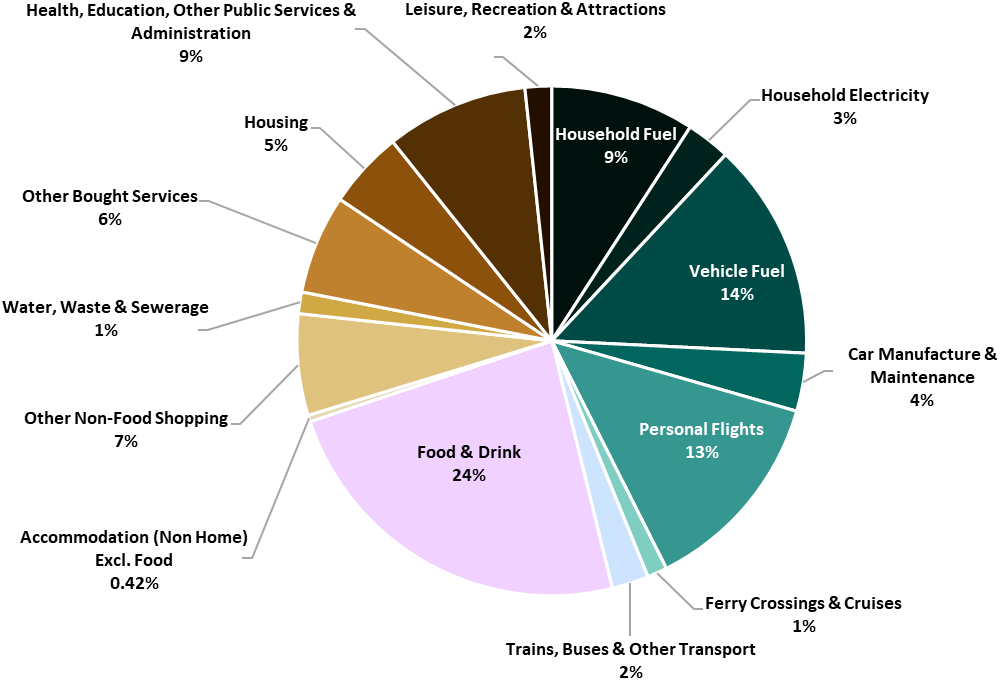 Health, Education, Other Public Services &
Administration
9%
Leisure, Recreation & Attractions
2%
Household Electricity
3%
Household Fuel
9%
Housing
5%
Other Bought Services
6%
Vehicle Fuel
14%
Water, Waste & Sewerage
1%
Car Manufacture &
Maintenance
4%
Other Non-Food Shopping
7%
Personal Flights
13%
Food & Drink
24%
Accommodation (Non Home)
Excl. Food
0.42%
Ferry Crossings & Cruises
1%
Trains, Buses & Other Transport
2%